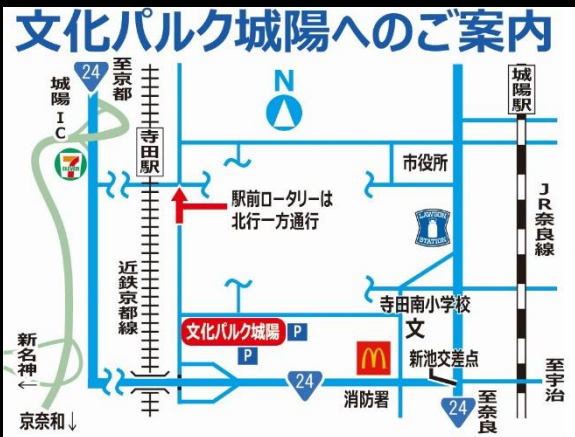 文化パルク城陽へのご案内
24
至京都
城陽IC
7
ELEVEN
寺田駅
N
城陽駅
市役所
駅前ロータリーは
北行一方通行
LAWSON
STATION
JR奈良線
近鉄京都線
寺田南小学校
文
文化パルク城陽
P
P
新池交差点
新名神
←
24
消防署
24
至奈良
至宇治
京奈和↓